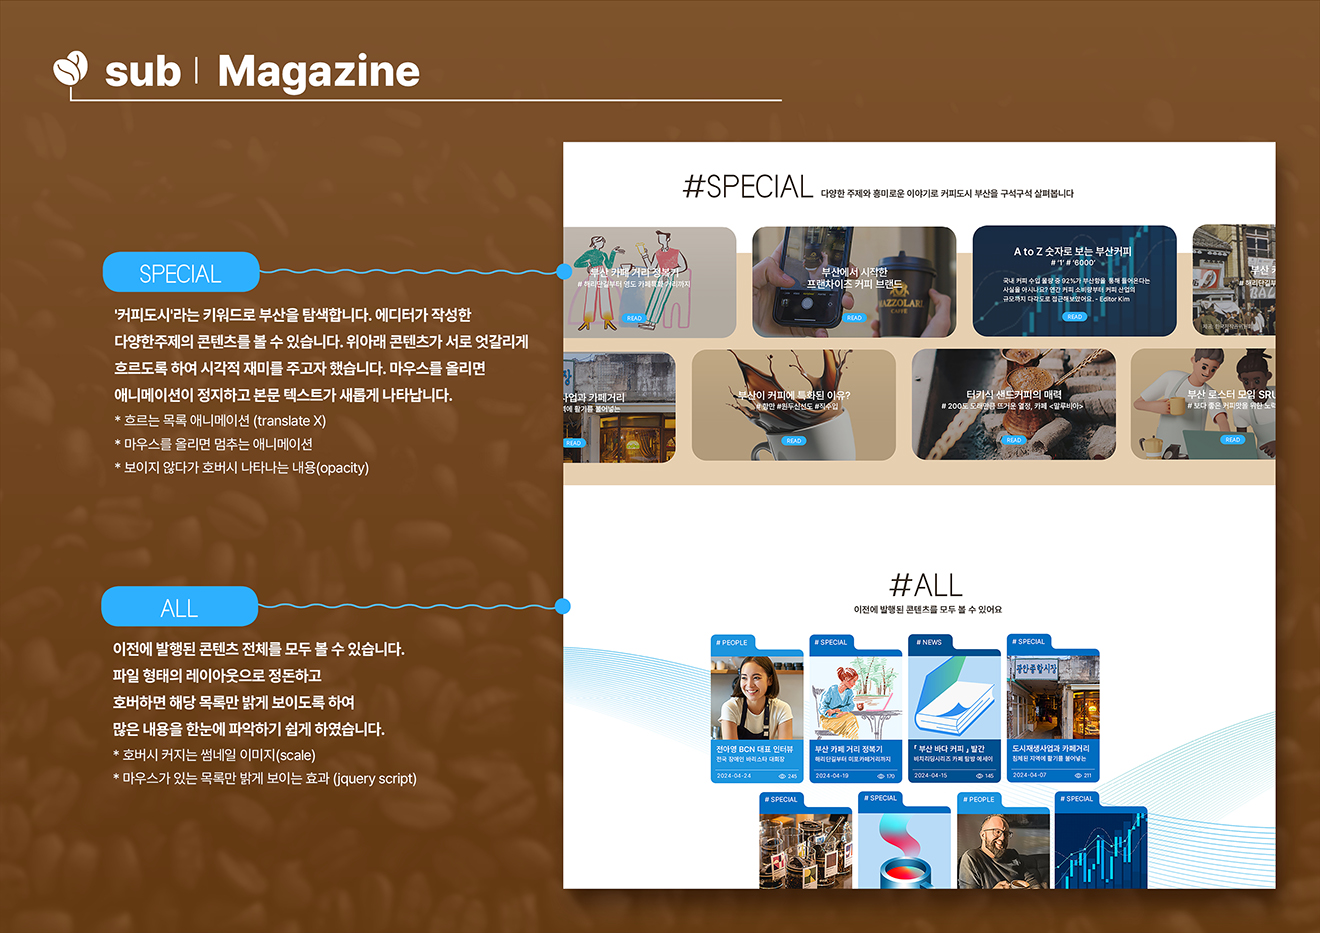 sub | Magazine
SPECIAL
'커피도시'라는 키워드로 부산을 탐색합니다. 에디터가 작성한
다양한주제의 콘텐츠를 볼 수 있습니다. 위아래 콘텐츠가 서로 엇갈리게
흐르도록 하여 시각적 재미를 주고자 했습니다. 마우스를 올리면
애니메이션이 정지하고 본문 텍스트가 새롭게 나타납니다.
* 흐르는 목록 애니메이션 (translate X)
* 마우스를 올리면 멈추는 애니메이션
* 보이지 않다가 호버시 나타나는 내용(opacity)
ALL
이전에 발행된 콘텐츠 전체를 모두 볼 수 있습니다.
파일 형태의 레이아웃으로 정돈하고
호버하면 해당 목록만 밝게 보이도록 하여
많은 내용을 한눈에 파악하기 쉽게 하였습니다.
* 호버시 커지는 썸네일 이미지(scale)
* 마우스가 있는 목록만 밝게 보이는 효과 (jquery script)
#SPECIAL 다양한 주제와 흥미로운 이야기로 커피도시 부산을 구석구석 살펴봅니다
부산 카페 거리 정복기
# 해리단길부터 영도 카페특화 거리까지
READ
부산에서 시작한
프랜차이즈 커피 브랜드
MAZZOLARI
CAFFÈ
READ
A to Z 숫자로 보는 부산커피
# '1' # '6000'
국내 커피 수입 물량 중 92%가 부산항을 통해 들어온다는
사실을 아시나요? 연간 커피 소비량부터 커피 산업의
규모까지 다각도로 접근해보았어요. - Editor Kim
READ
부산 카
# 해리단길부
사업과 카페거리
에 활기를 불어넣는
READ
부산이 커피에 특화된 이유?
# 항만 #원두신선도 #직수입
READ
터키식 샌드커피의 매력
# 200도 모래만큼 뜨거운 열정, 카페 <말루비아>
READ
부산 로스터 모임 SRU
# 보다 좋은 커피맛을 위한 노력
READ
#ALL
이전에 발행된 콘텐츠를 모두 볼 수 있어요
# PEOPLE
전아영 BCN 대표 인터뷰
전국 장애인 바리스타 대회장
2024-04-24 245
# SPECIAL
부산 카페 거리 정복기
해리단길부터 미포카페거리까지
2024-04-19 170
# NEWS
「 부산 바다 커피 」 발간
비치리딩시리즈 카페 탐방 에세이
2024-04-15 145
# SPECIAL
광안종합시장
도시재생사업과 카페거리
침체된 지역에 활기를 불어넣는
2024-04-07 211
# SPECIAL
# SPECIAL
# PEOPLE
# SPECIAL